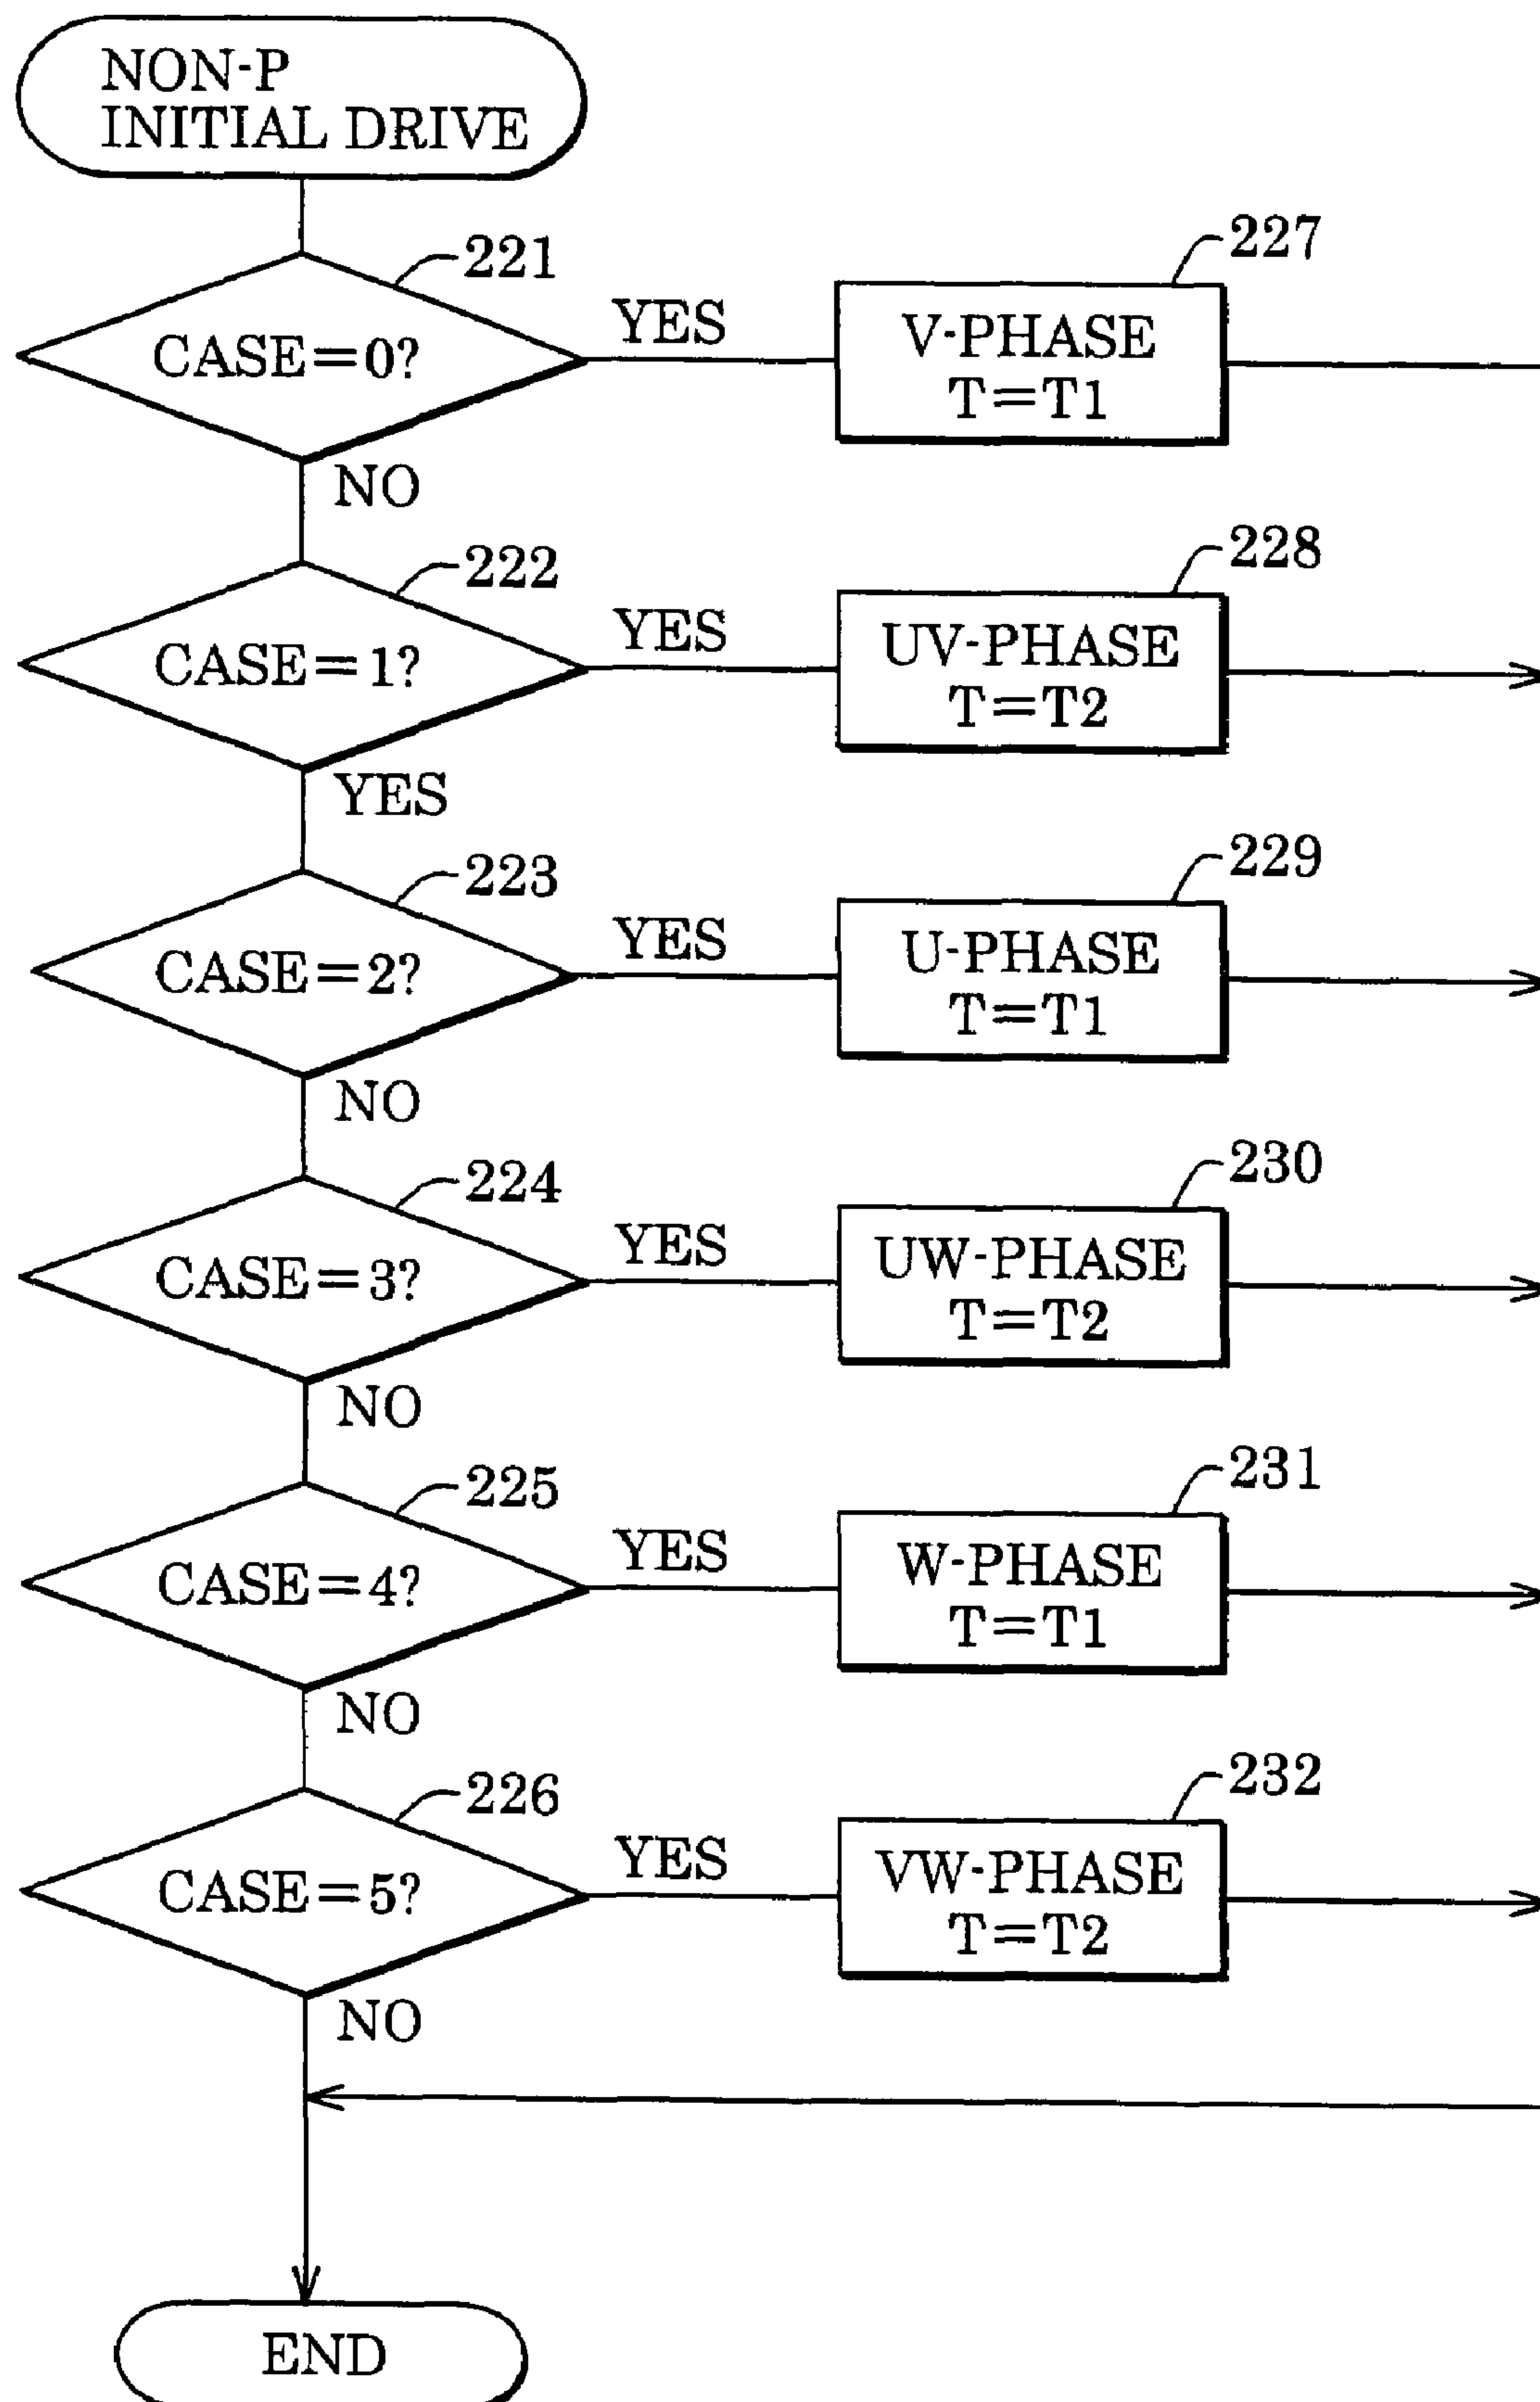 NON-P
INITIAL DRIVE
221
CASE=0?
YES
227
V-PHASE
T=T1
NO
222
CASE=1?
YES
228
UV-PHASE
T=T2
YES
223
CASE=2?
YES
229
U-PHASE
T=T1
NO
224
CASE=3?
YES
230
UW-PHASE
T=T2
NO
225
CASE=4?
YES
231
W-PHASE
T=T1
NO
226
CASE=5?
YES
232
VW-PHASE
T=T2
NO
END